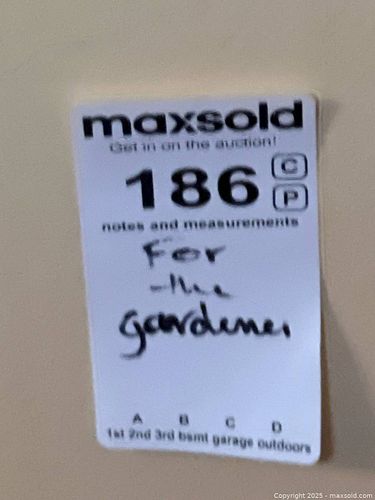 maxsold
Get in on the auction!
186 C
P
notes and measurements
For
the
gardener
A B C D
1st 2nd 3rd bsmt garage outdoors
Copyright 2025 - maxsold.com